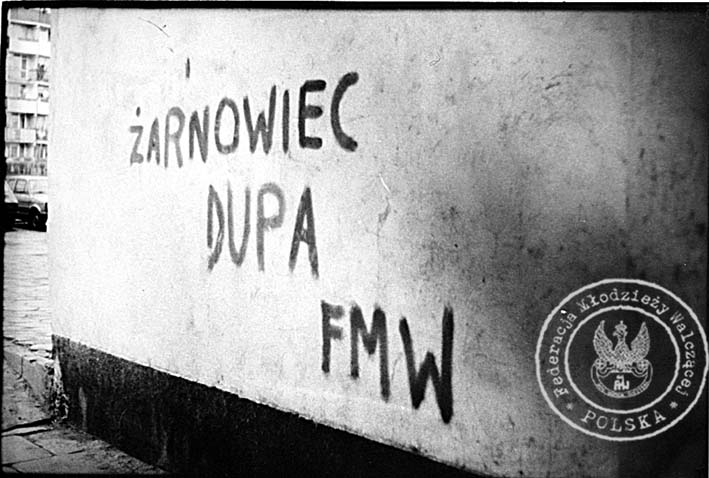 ŻARNOWIEC
DUPA
FMW
Federacja Młodzieży Walczącej
* POLSKA *